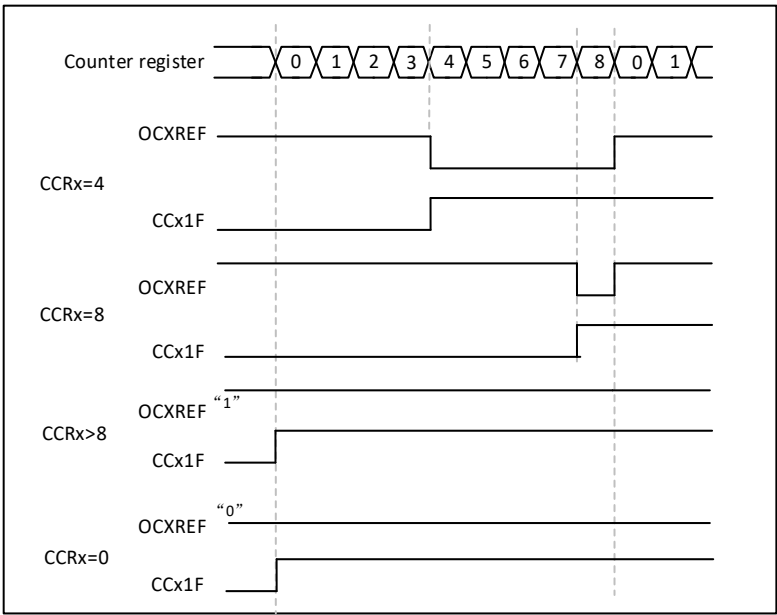 Counter register 0 1 2 3 4 5 6 7 8 0 1
OCXREF
CCRx=4
CCx1F
OCXREF
CCRx=8
CCx1F
OCXREF “1”
CCRx>8
CCx1F
OCXREF “0”
CCRx=0
CCx1F